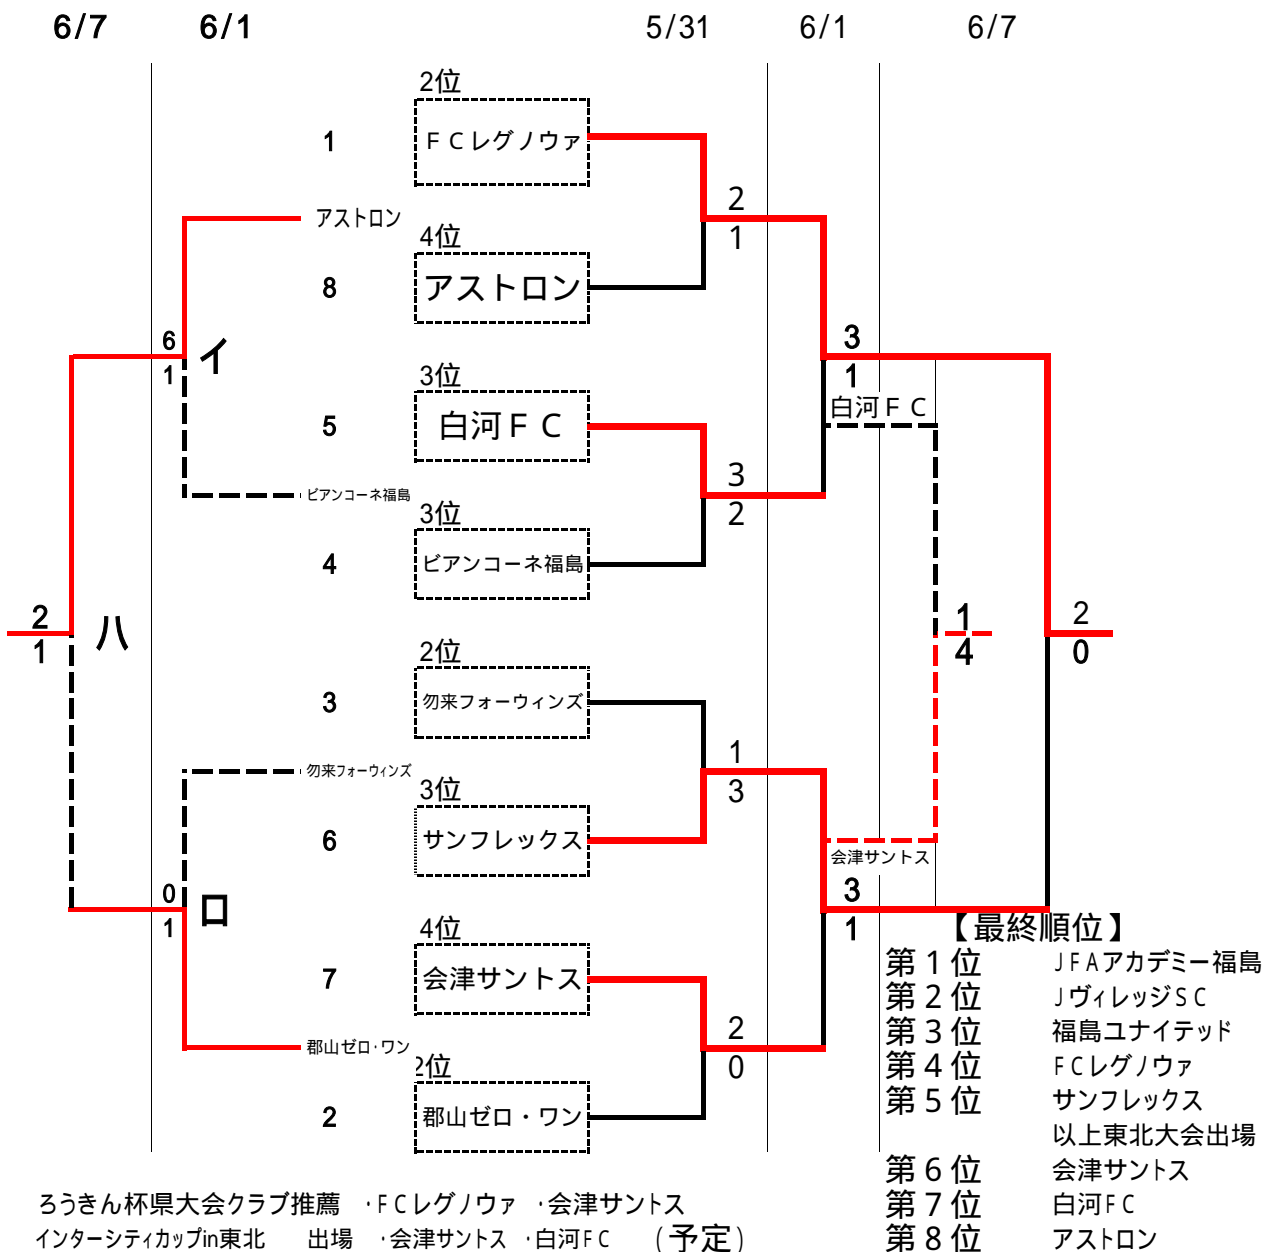 6/7 6/1 5/31 6/1 6/7
2位
1 FCレグノウァ
2
アストロン
1
4位
8 アストロン
6 イ
3
1
1
3位
白河FC
5 白河FC
3
ビアンコーネ福島
2
3位
4 ビアンコーネ福島
2 ハ 1 2
1 4 0
2位
3 勿来フォーウィンズ
1
勿来フォーウィンズ
3
3位
6 サンフレックス
会津サントス
0 ロ 3
1 1
4位
【最終順位】
7 会津サントス
第1位 JFAアカデミー福島
第2位 JヴィレッジSC
2 第3位 福島ユナイテッド
郡山ゼロ・ワン
2位 0 第4位 FCレグノウァ
2 郡山ゼロ・ワン 第5位 サンフレックス
以上東北大会出場
第6位 会津サントス
ろうきん杯県大会クラブ推薦 ・FCレグノウァ ・会津サントス 第7位 白河FC
インターシティカップin東北 出場 ・会津サントス ・白河FC (予定) 第8位 アストロン